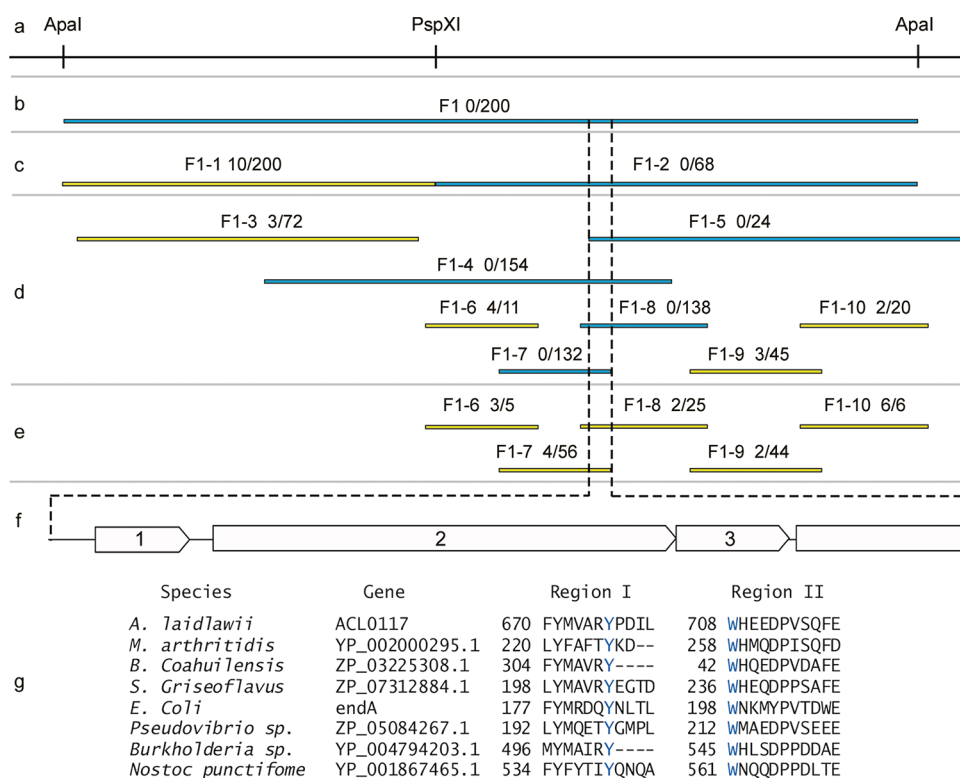 a ApaI PspXI ApaI
b F1 0/200
c F1-1 10/200 F1-2 0/68
F1-3 3/72 F1-5 0/24
F1-4 0/154
d
F1-6 4/11 F1-8 0/138 F1-10 2/20
F1-7 0/132 F1-9 3/45
F1-6 3/5 F1-8 2/25 F1-10 6/6
e
F1-7 4/56 F1-9 2/44
f
1 2 3
Species Gene Region I Region II
A. laidlawii ACL0117 670 FYMVARYPDIL 708 WHEEDPVSQFE
M. arthritidis YP_002000295.1 220 LYFAFTYKD-- 258 WHMQDPISQFD
B. Coahuilensis ZP_03225308.1 304 FYMAVRY---- 42 WHQEDPVDAFE
g S. Griseoflavus ZP_07312884.1 198 LYMAVRYEGTD 236 WHEQDPPSAFE
E. Coli endA 177 FYMRDQYNLTL 198 WNKMYPVTDWE
Pseudovibrio sp. ZP_05084267.1 192 LYMQETYGMPL 212 WMAEDPVSEEE
Burkholderia sp. YP_004794203.1 496 MYMAIRY---- 545 WHLSDPPDDAE
Nostoc punctifome YP_001867465.1 534 FYFYTIYQNQA 561 WNQQDPPDLTE